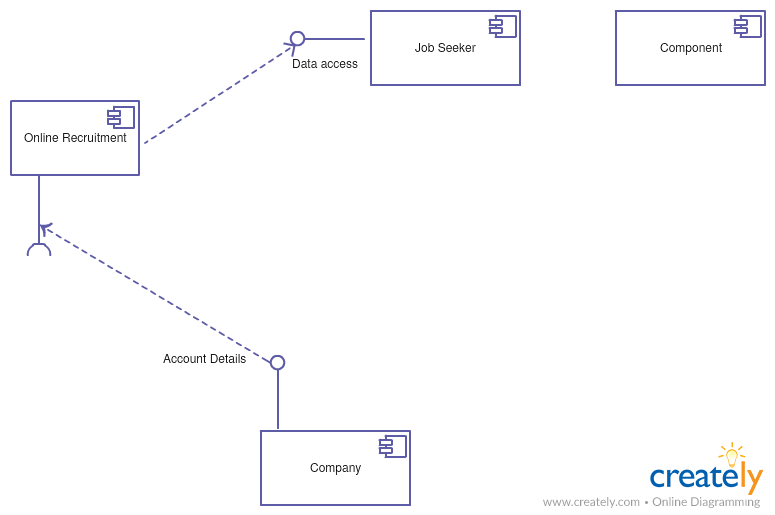 Job Seeker
Component
Data access
Online Recruitment
Account Details
Company
creately
www.creately.com • Online Diagramming